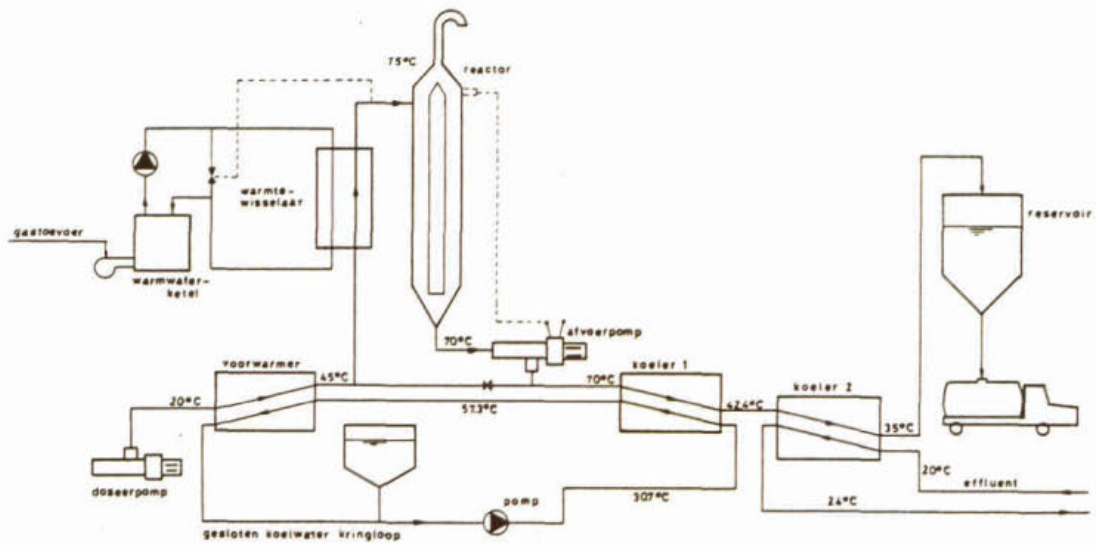 75°C
reactor
warmte-
wisselaar
gastoevoer
warmwater-
ketel
reservoir
70°C
afvoerpomp
voorwarmer
45°C
70°C
koeler 1
koeler 2
20°C
57.3°C
42.4°C
35°C
20°C
doseerpomp
pomp
30.7°C
effluent
24°C
gesloten koelwater kringloop